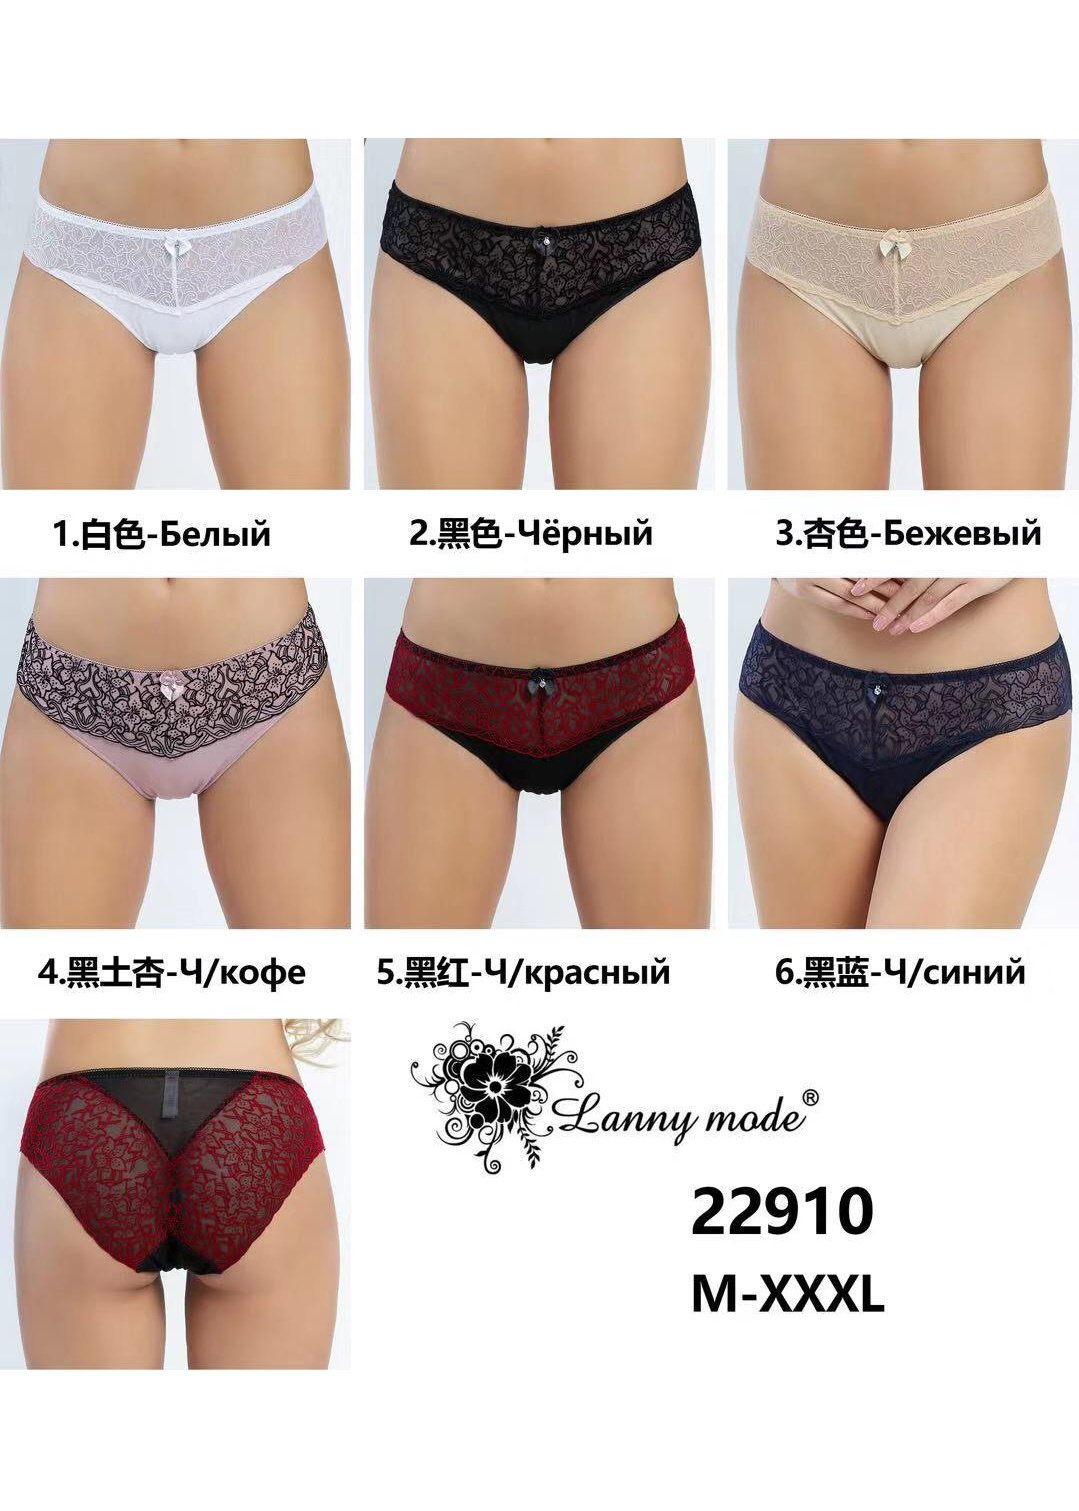 1.白色-Белый
2.黑色-Чёрный
3.杏色-Бежевый
4.黑土杏-Ч/кофе
5.黑红-Ч/красный
6.黑蓝-Ч/синий
Lanny mode®
22910
M-XXXL